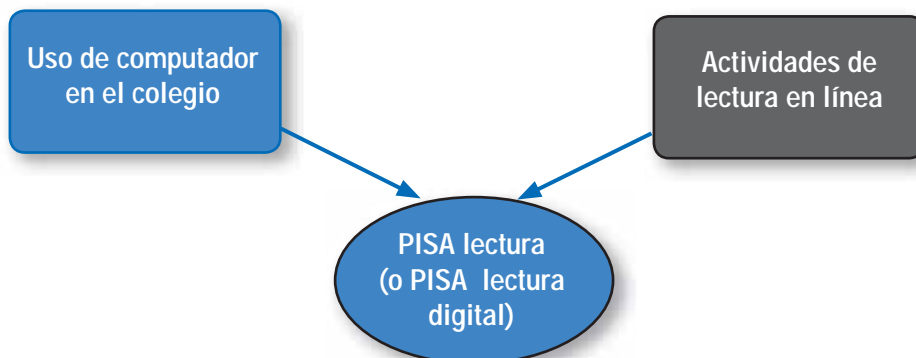 Uso de computador
en el colegio
Actividades de
lectura en línea
PISA lectura
(o PISA lectura
digital)